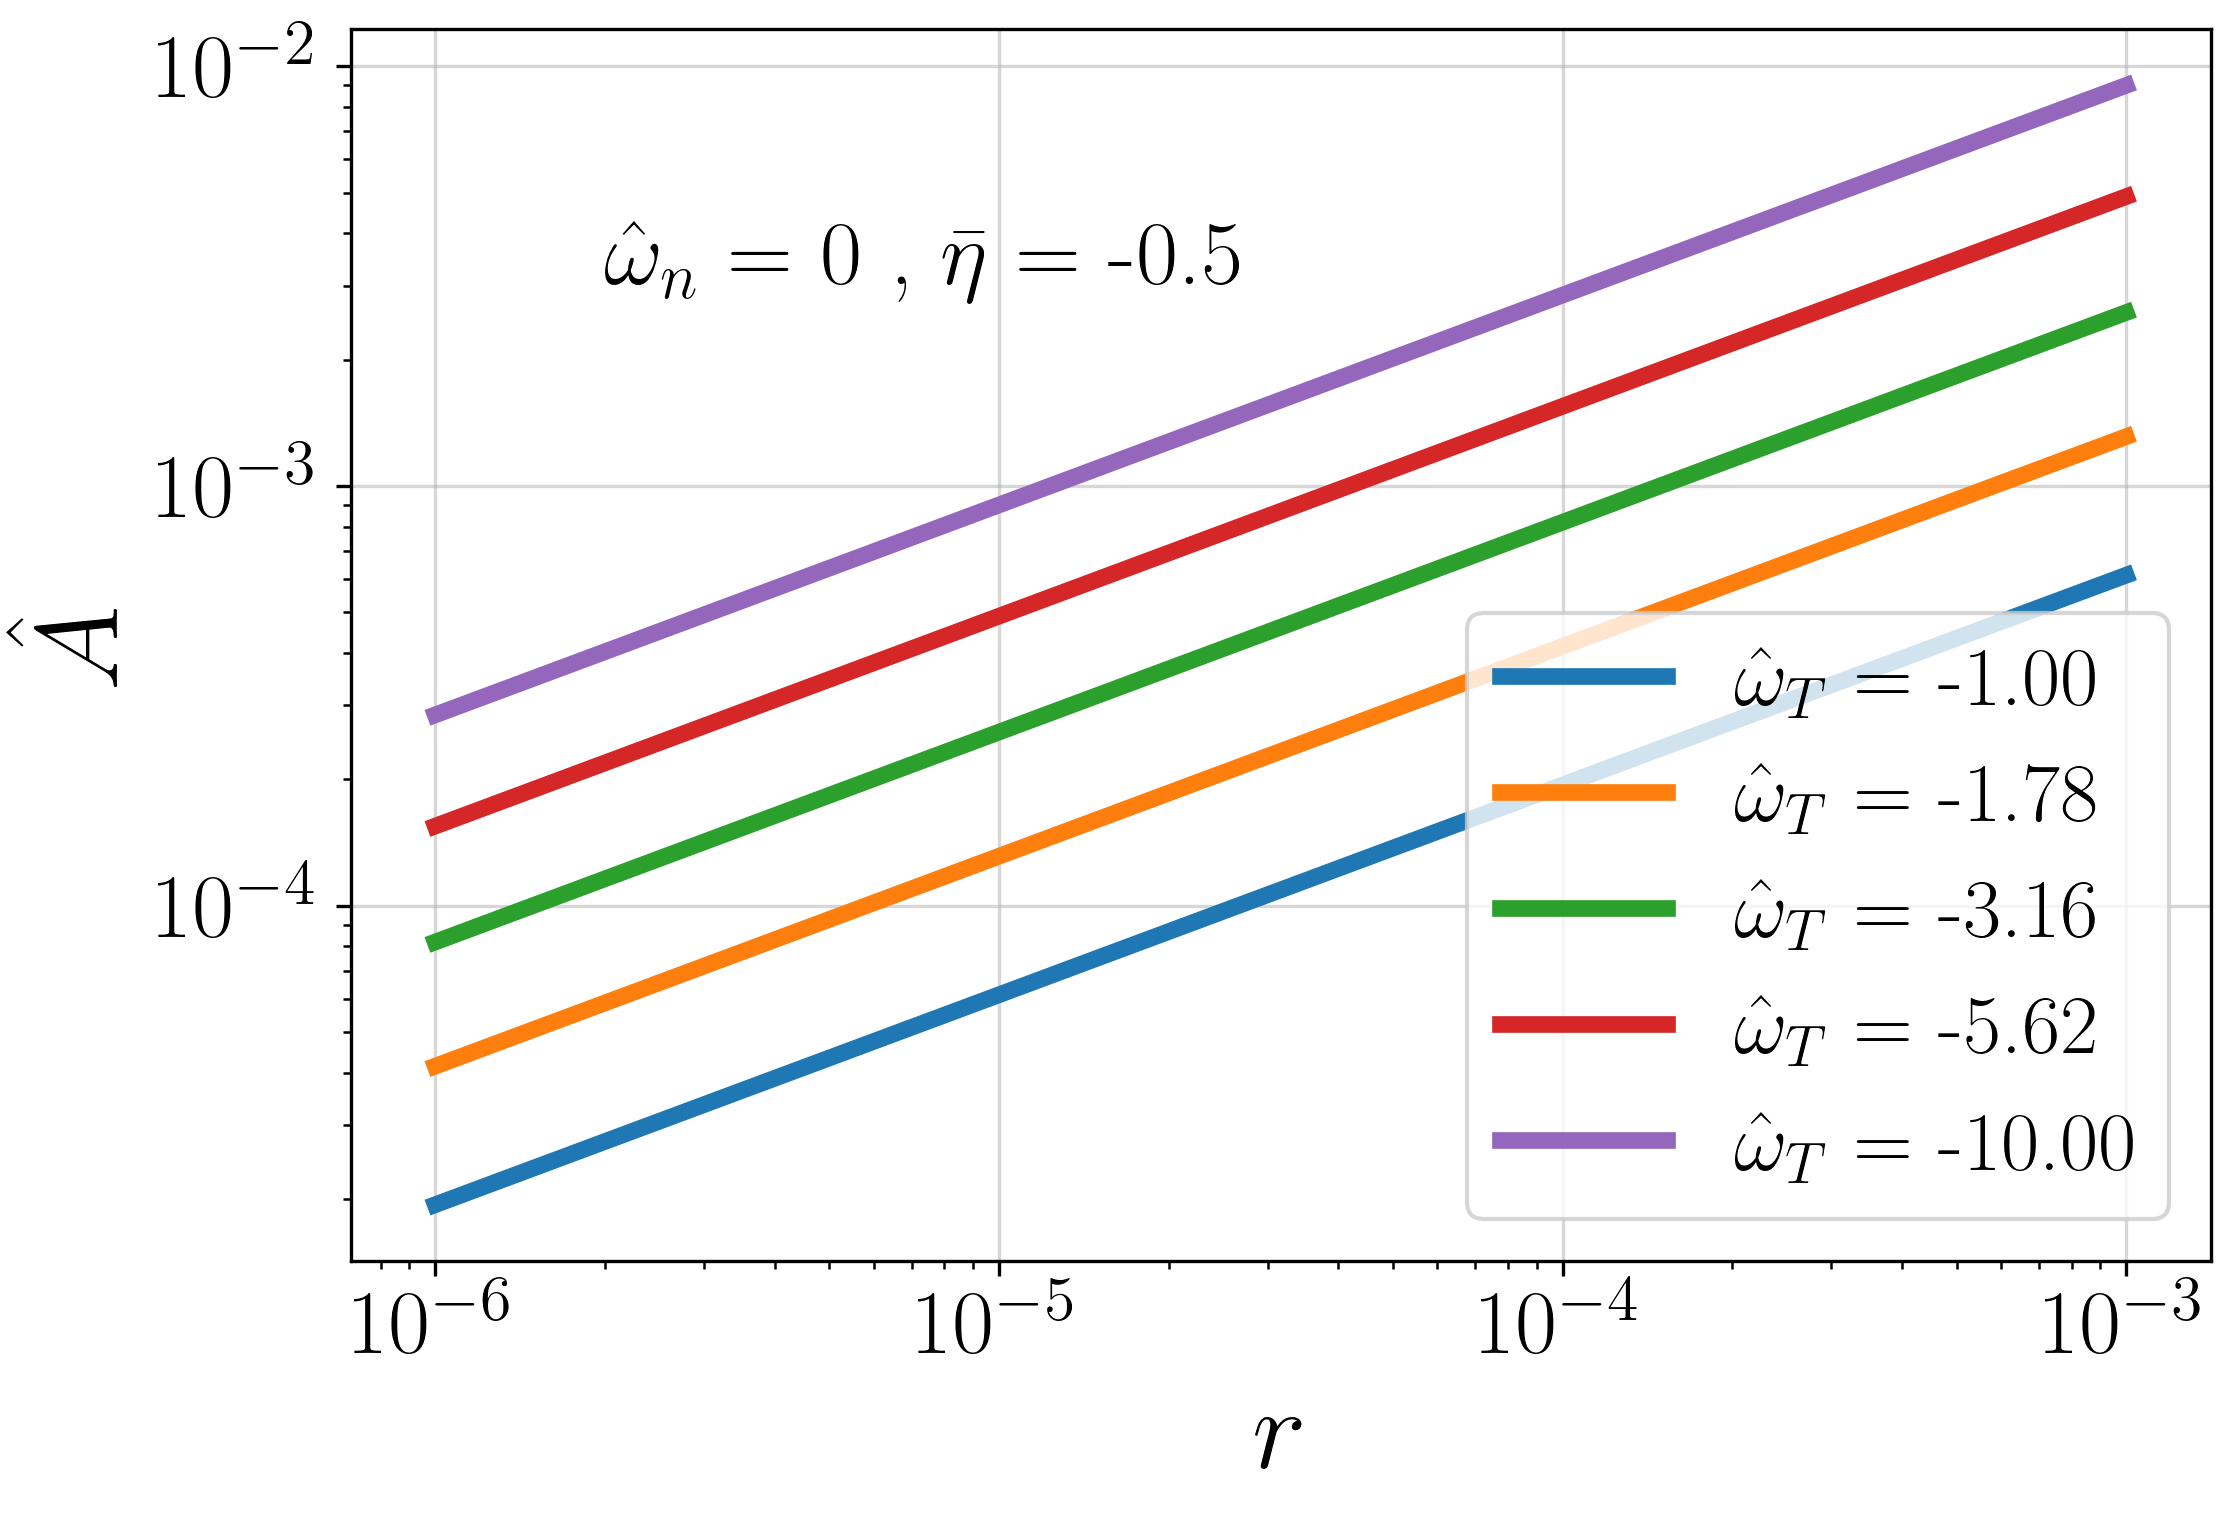 10⁻²
10⁻³
10⁻⁴
Â
ω̂ₙ = 0 , η̄ = -0.5
ω̂_T = -1.00
ω̂_T = -1.78
ω̂_T = -3.16
ω̂_T = -5.62
ω̂_T = -10.00
10⁻⁶ 10⁻⁵ 10⁻⁴ 10⁻³
r